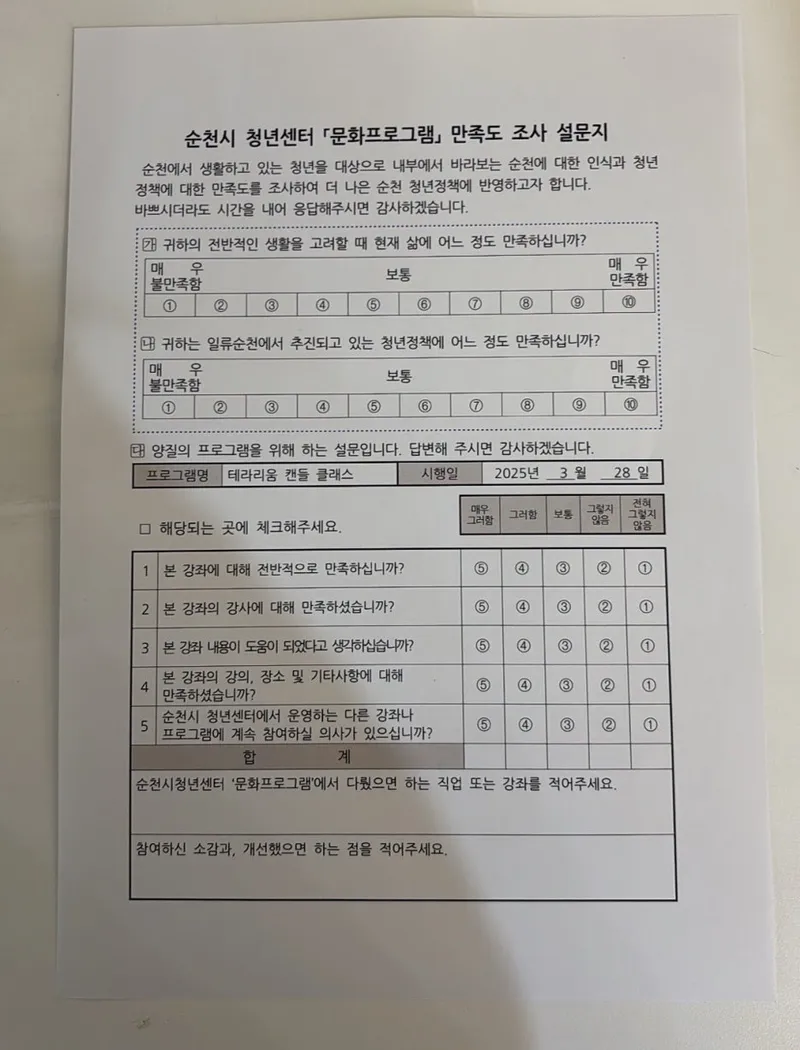 순천시 청년센터 「문화프로그램」 만족도 조사 설문지
순천에서 생활하고 있는 청년을 대상으로 내부에서 바라보는 순천에 대한 인식과 청년
정책에 대한 만족도를 조사하여 더 나은 순천 청년정책에 반영하고자 합니다.
바쁘시더라도 시간을 내어 응답해주시면 감사하겠습니다.
가 귀하의 전반적인 생활을 고려할 때 현재 삶에 어느 정도 만족하십니까?
매 우 불만족함 보통 매 우 만족함
① ② ③ ④ ⑤ ⑥ ⑦ ⑧ ⑨ ⑩
나 귀하는 일류순천에서 추진되고 있는 청년정책에 어느 정도 만족하십니까?
매 우 불만족함 보통 매 우 만족함
① ② ③ ④ ⑤ ⑥ ⑦ ⑧ ⑨ ⑩
다 양질의 프로그램을 위해 하는 설문입니다. 답변해 주시면 감사하겠습니다.
프로그램명 테라리움 캔들 클래스 시행일 2025년 3 월 28 일
□ 해당되는 곳에 체크해주세요. 매우 그러함 그러함 보통 그렇지 않음 전혀 그렇지 않음
1 본 강좌에 대해 전반적으로 만족하십니까? ⑤ ④ ③ ② ①
2 본 강좌의 강사에 대해 만족하셨습니까? ⑤ ④ ③ ② ①
3 본 강좌 내용이 도움이 되었다고 생각하십습니까? ⑤ ④ ③ ② ①
4 본 강좌의 강의, 장소 및 기타사항에 대해
만족하셨습니까? ⑤ ④ ③ ② ①
5 순천시 청년센터에서 운영하는 다른 강좌나
프로그램에 계속 참여하실 의사가 있으십니까? ⑤ ④ ③ ② ①
합 계
순천시청년센터 '문화프로그램'에서 다뤘으면 하는 직업 또는 강좌를 적어주세요.
참여하신 소감과, 개선했으면 하는 점을 적어주세요.